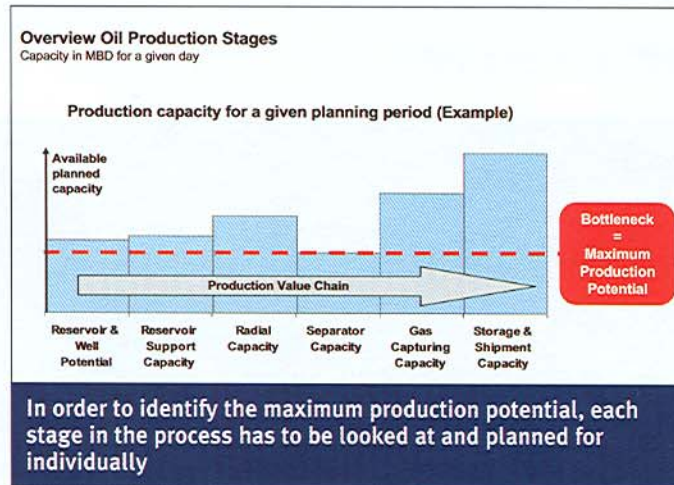 Overview Oil Production Stages
Capacity in MBD for a given day
Production capacity for a given planning period (Example)
Available
planned
capacity
Bottleneck
=
Maximum
Production
Potential
Production Value Chain
Reservoir &
Well
Potential
Reservoir
Support
Capacity
Radial
Capacity
Separator
Capacity
Gas
Capturing
Capacity
Storage &
Shipment
Capacity
In order to identify the maximum production potential, each
stage in the process has to be looked at and planned for
individually